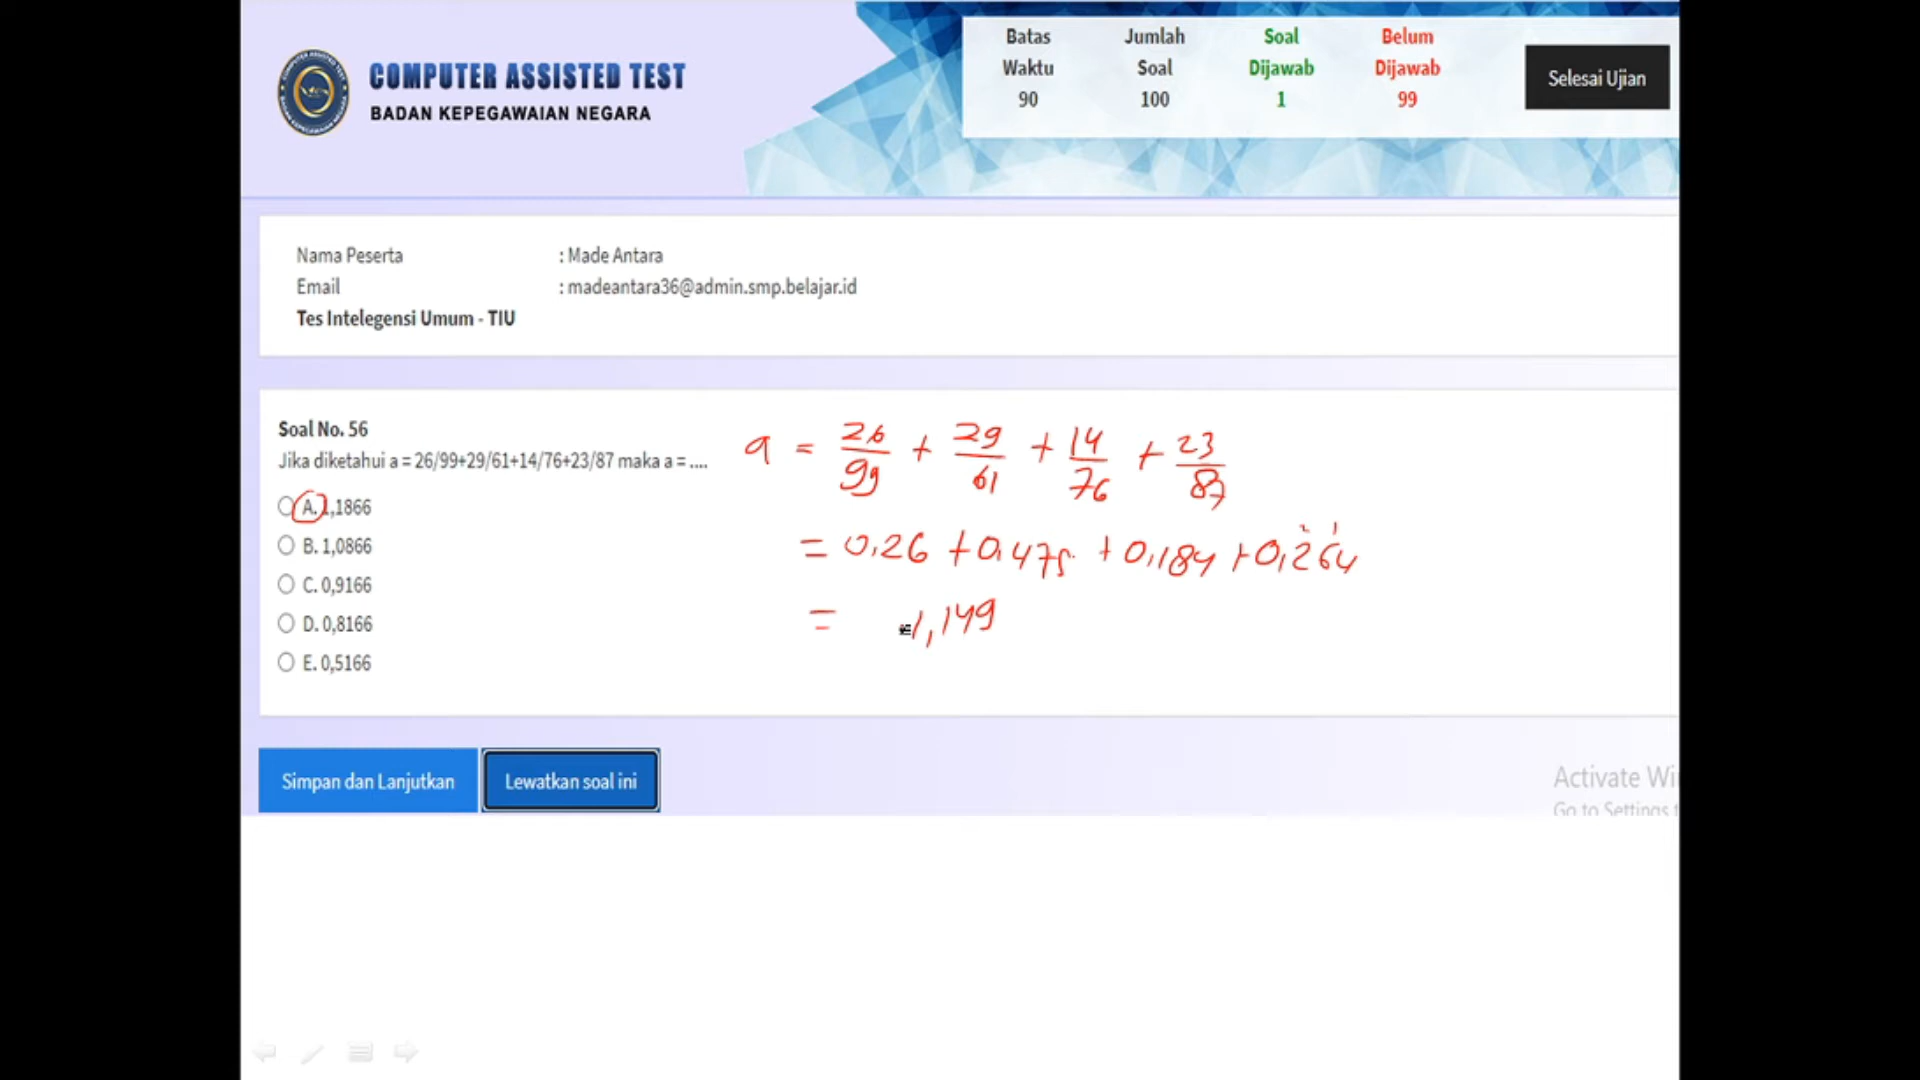 COMPUTER ASSISTED TEST
BADAN KEPEGAWAIAN NEGARA
Batas Waktu 90
Jumlah Soal 100
Soal Dijawab 1
Belum Dijawab 99
Selesai Ujian
Nama Peserta : Made Antara
Email : madeantara36@admin.smp.belajar.id
Tes Intelegensi Umum - TIU
Soal No. 56
Jika diketahui a = 26/99+29/61+14/76+23/87 maka a = ....
A. 1,1866
B. 1,0866
C. 0,9166
D. 0,8166
E. 0,5166
a = 26/99 + 29/61 + 14/76 + 23/87
= 0,26 + 0,475 + 0,184 + 0,264
= 1,149
Simpan dan Lanjutkan
Lewatkan soal ini
Activate Wi
Go to Settings t